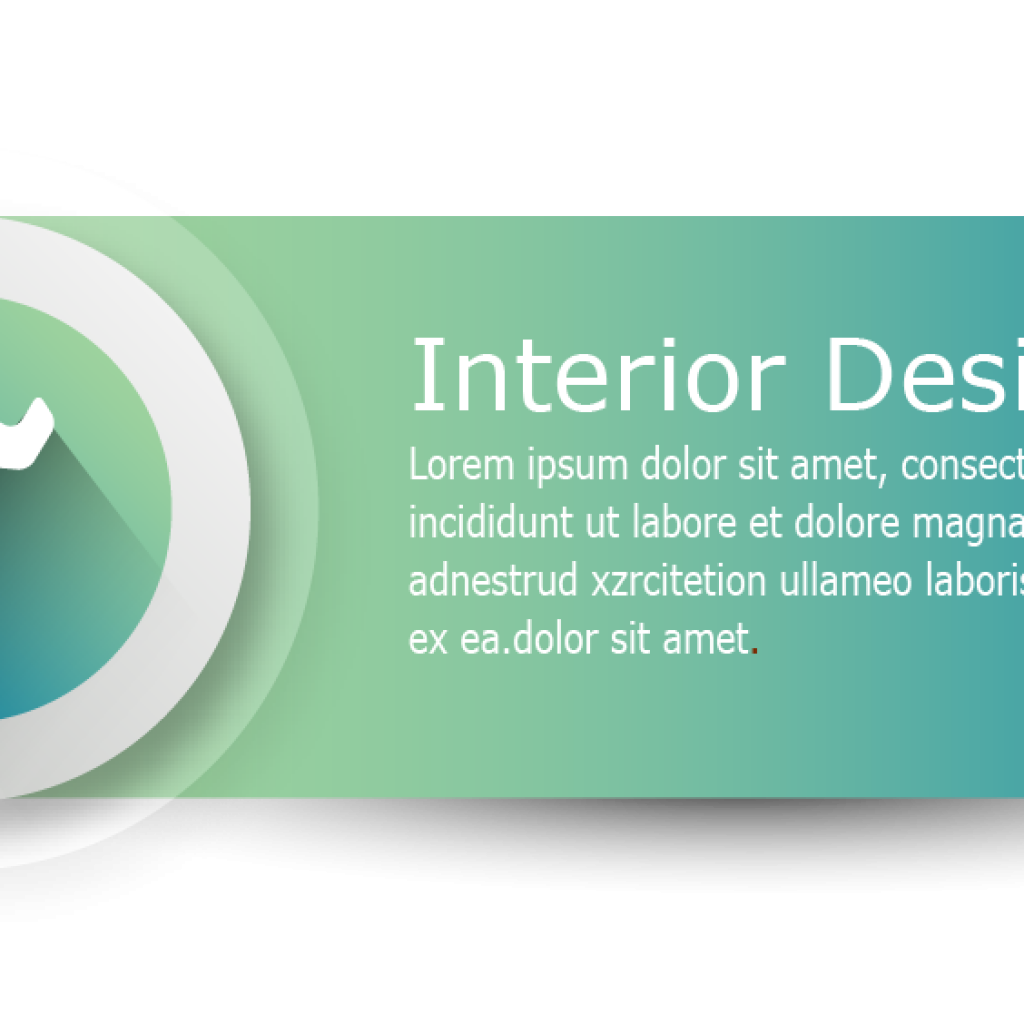 Interior Desi
Lorem ipsum dolor sit amet, consect
incididunt ut labore et dolore magna
adnestrud xzrcitetion ullameo laboris
ex ea.dolor sit amet.